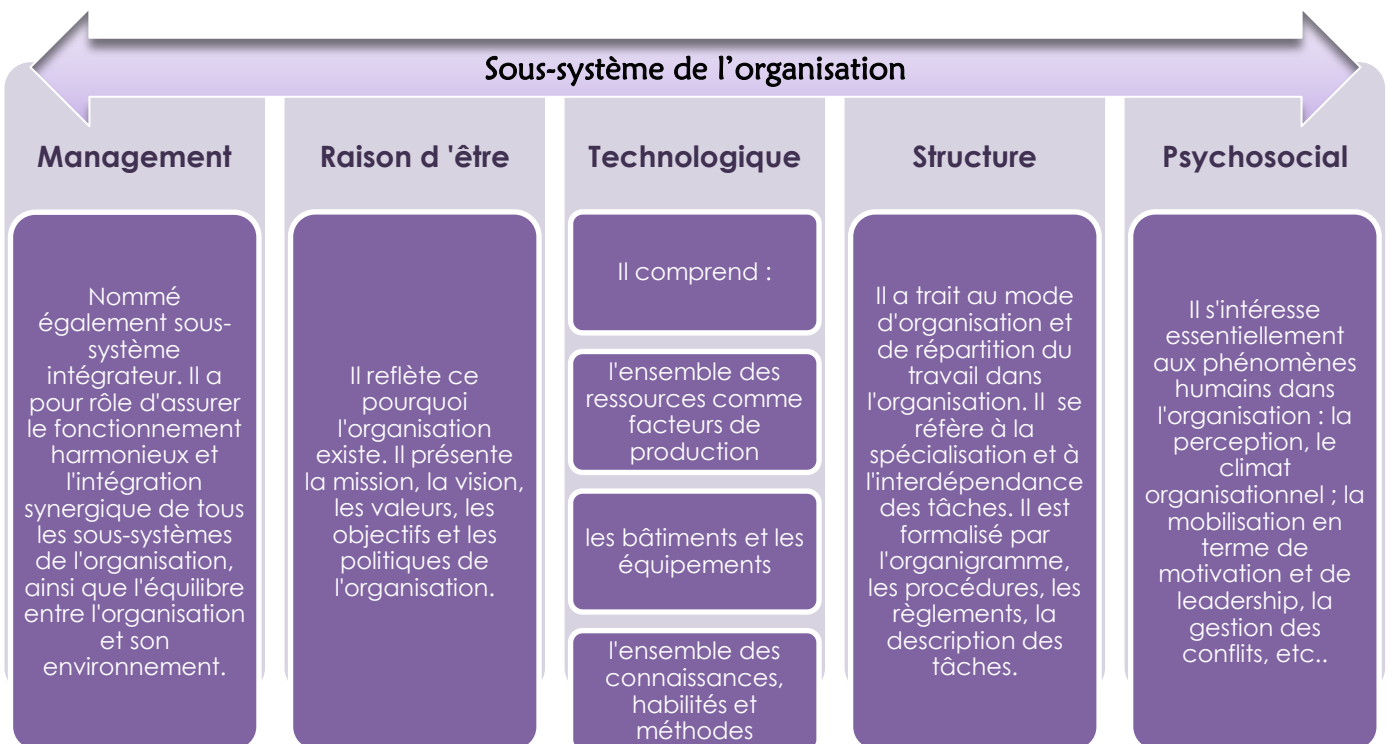 Sous-système de l'organisation
Management
Nommé
également sous-
système
intégrateur. Il a
pour rôle d'assurer
le fonctionnement
harmonieux et
l'intégration
synergique de tous
les sous-systèmes
de l'organisation,
ainsi que l'équilibre
entre l'organisation
et son
environnement.
Raison d 'être
Il reflète ce
pourquoi
l'organisation
existe. Il présente
la mission, la vision,
les valeurs, les
objectifs et les
politiques de
l'organisation.
Technologique
Il comprend :
l'ensemble des
ressources comme
facteurs de
production
les bâtiments et les
équipements
l'ensemble des
connaissances,
habilités et
méthodes
Structure
Il a trait au mode
d'organisation et
de répartition du
travail dans
l'organisation. Il se
réfère à la
spécialisation et à
l'interdépendance
des tâches. Il est
formalisé par
l'organigramme,
les procédures, les
règlements, la
description des
tâches.
Psychosocial
Il s'intéresse
essentiellement
aux phénomènes
humains dans
l'organisation : la
perception, le
climat
organisationnel ; la
mobilisation en
terme de
motivation et de
leadership, la
gestion des
conflits, etc..